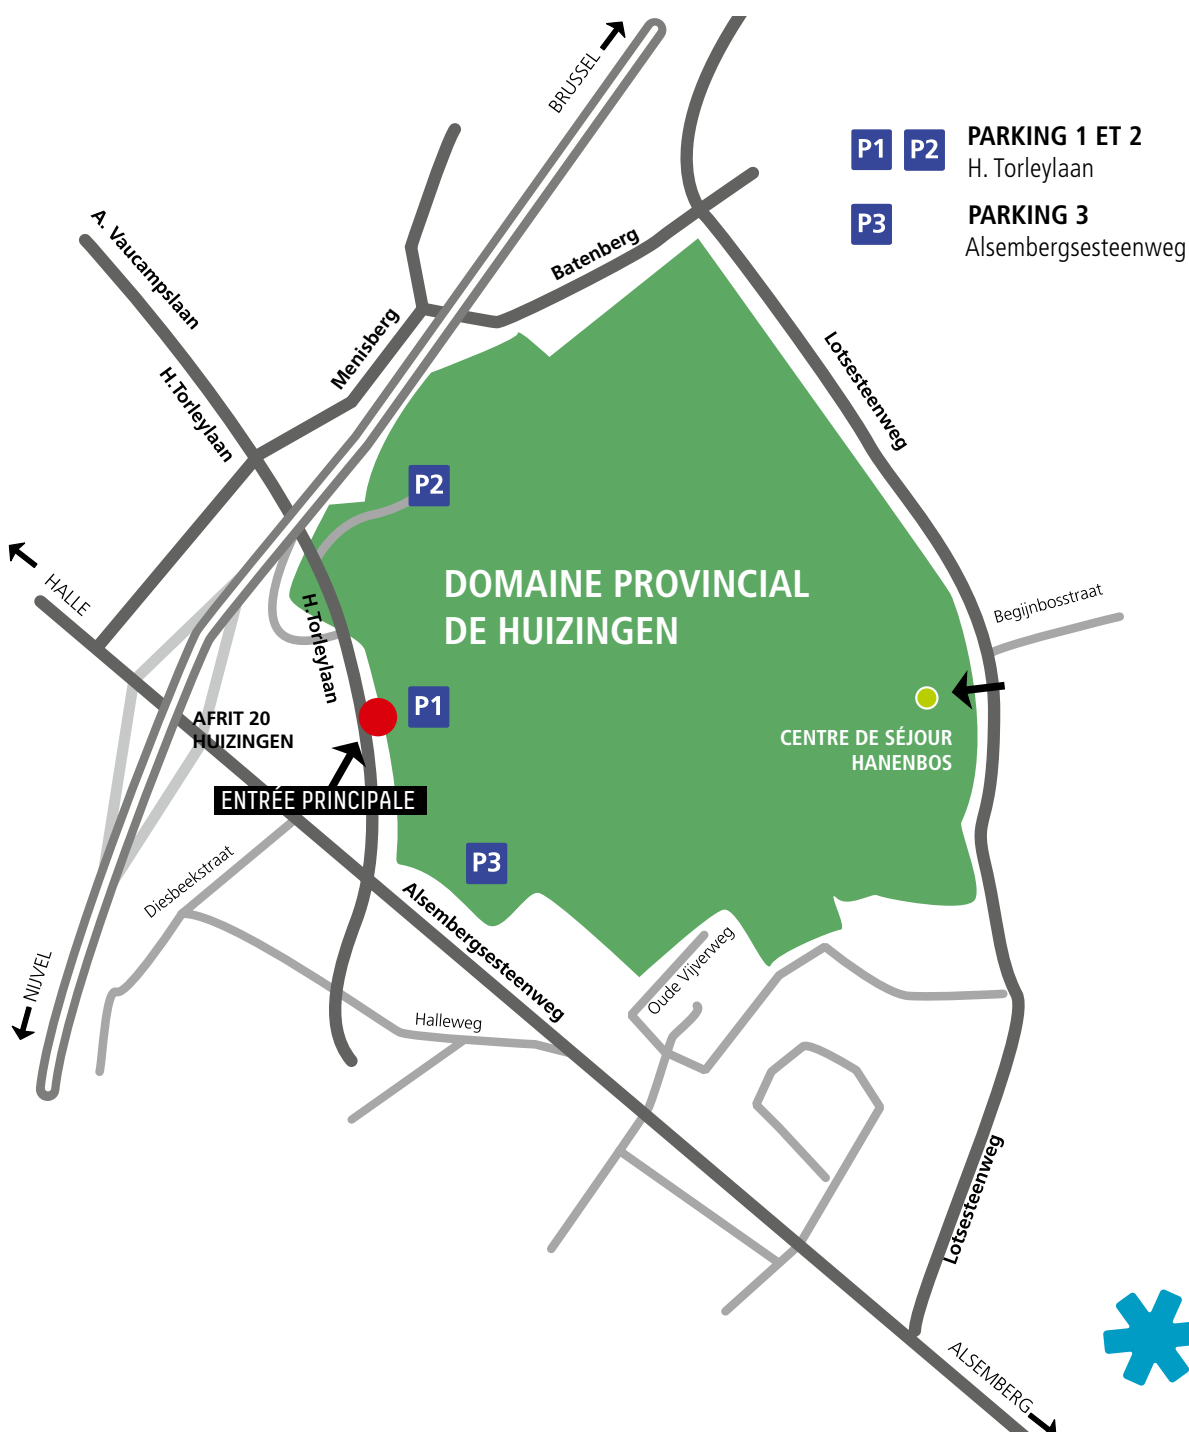 BRUSSEL
P1 P2 PARKING 1 ET 2
H. Torleylaan
P3 PARKING 3
Alsembergsesteenweg
A. Vaucampslaan
Batenberg
Menisberg
H.Torleylaan
Lotsesteenweg
P2
HALLE
DOMAINE PROVINCIAL
DE HUIZINGEN
H.Torleylaan
Begijnbosstraat
P1
AFRIT 20
HUIZINGEN
CENTRE DE SÉJOUR
HANENBOS
ENTRÉE PRINCIPALE
P3
Diesbeekstraat
Alsembergsesteenweg
NIJVEL
Oude Vijverweg
Halleweg
Lotsesteenweg
ALSEMBERG